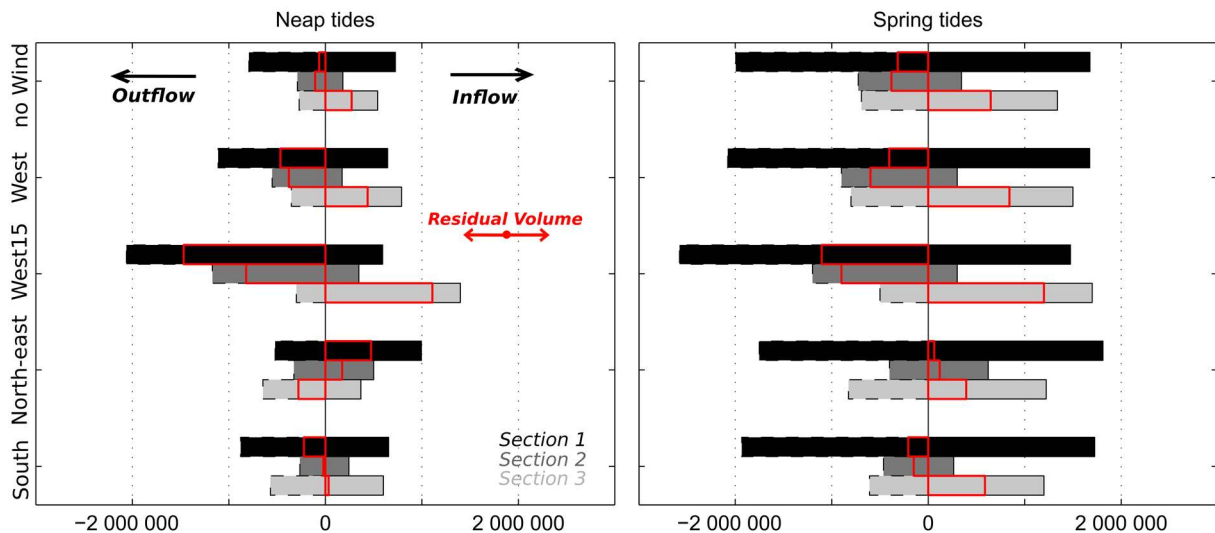 Neap tides
Spring tides
no Wind
Outflow
Inflow
West
Residual Volume
West15
North-east
Section 1
Section 2
Section 3
South
−2 000 000 0 2 000 000
−2 000 000 0 2 000 000